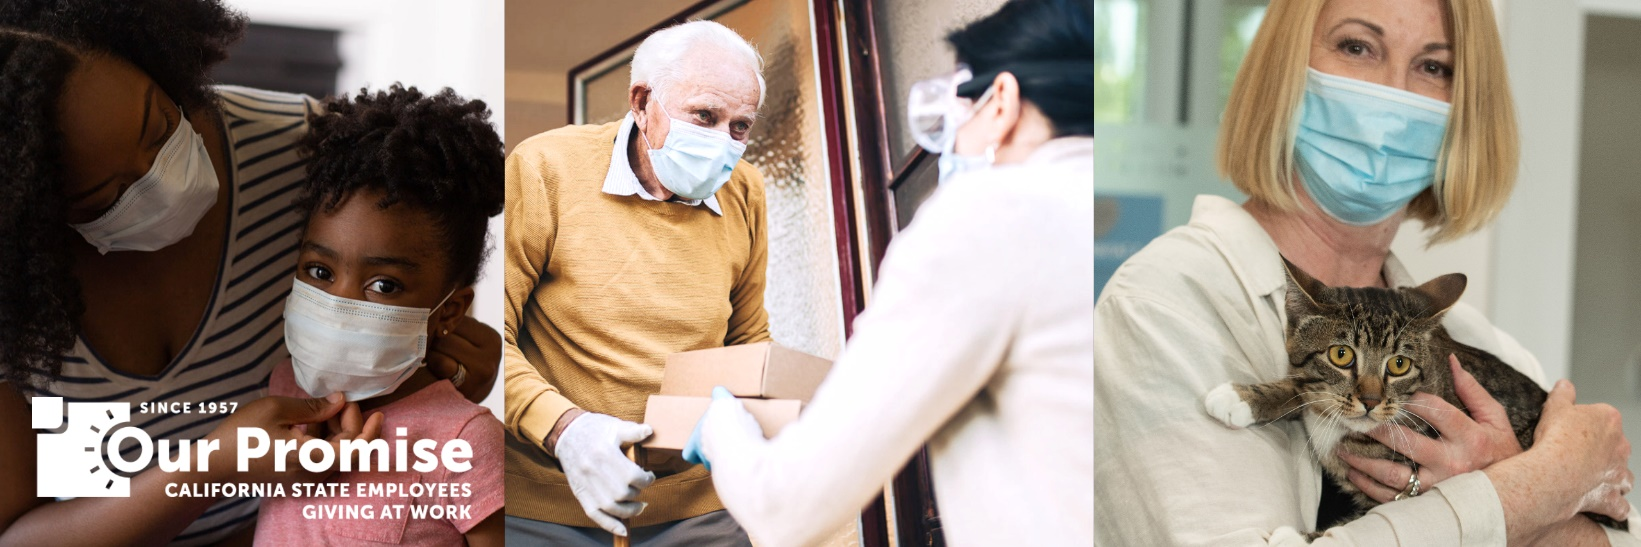 SINCE 1957
Our Promise
CALIFORNIA STATE EMPLOYEES
GIVING AT WORK